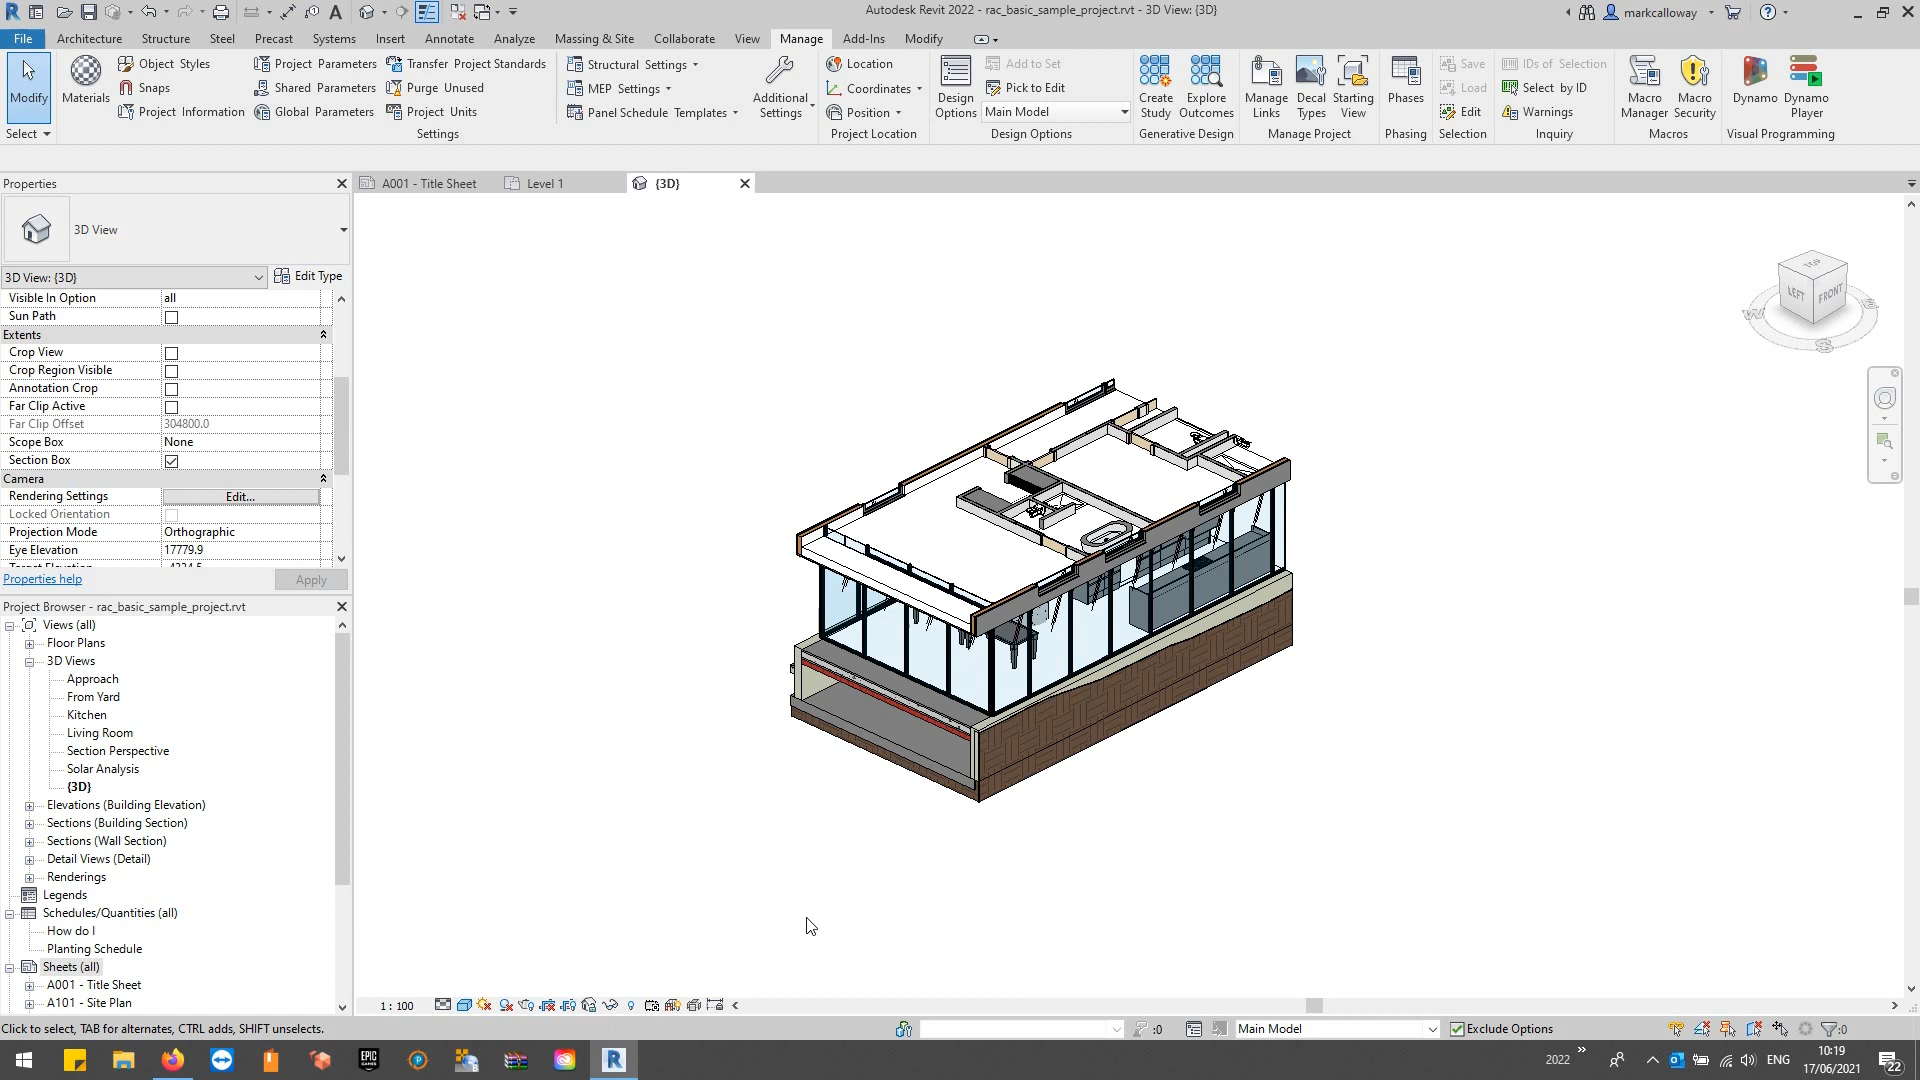 Autodesk Revit 2022 - rac_basic_sample_project.rvt - 3D View: {3D}
markcalloway
File
Architecture
Structure
Steel
Precast
Systems
Insert
Annotate
Analyze
Massing & Site
Collaborate
View
Manage
Add-Ins
Modify
Modify
Select
Materials
Object Styles
Snaps
Project Information
Project Parameters
Shared Parameters
Global Parameters
Transfer Project Standards
Purge Unused
Project Units
Settings
Structural Settings
MEP Settings
Panel Schedule Templates
Additional
Settings
Location
Coordinates
Position
Project Location
Design
Options
Add to Set
Pick to Edit
Main Model
Design Options
Create
Study
Explore
Outcomes
Generative Design
Manage
Links
Decal
Types
Starting
View
Manage Project
Phases
Phasing
Save
Load
Edit
Selection
IDs of Selection
Select by ID
Warnings
Inquiry
Macro
Manager
Macro
Security
Macros
Dynamo
Dynamo
Player
Visual Programming
Properties
3D View
3D View: {3D}
Edit Type
Visible In Option all
Sun Path
Extents
Crop View
Crop Region Visible
Annotation Crop
Far Clip Active
Far Clip Offset 304800.0
Scope Box None
Section Box
Camera
Rendering Settings Edit...
Locked Orientation
Projection Mode Orthographic
Eye Elevation 17779.9
Properties help
Apply
Project Browser - rac_basic_sample_project.rvt
Views (all)
Floor Plans
3D Views
Approach
From Yard
Kitchen
Living Room
Section Perspective
Solar Analysis
{3D}
Elevations (Building Elevation)
Sections (Building Section)
Sections (Wall Section)
Detail Views (Detail)
Renderings
Legends
Schedules/Quantities (all)
How do I
Planting Schedule
Sheets (all)
A001 - Title Sheet
A101 - Site Plan
A001 - Title Sheet
Level 1
{3D}
TOP
LEFT
FRONT
W
S
1 : 100
Click to select, TAB for alternates, CTRL adds, SHIFT unselects.
:0
Main Model
Exclude Options
:0
EPIC
GAMES
R
2022
ENG
10:19
17/06/2021
22